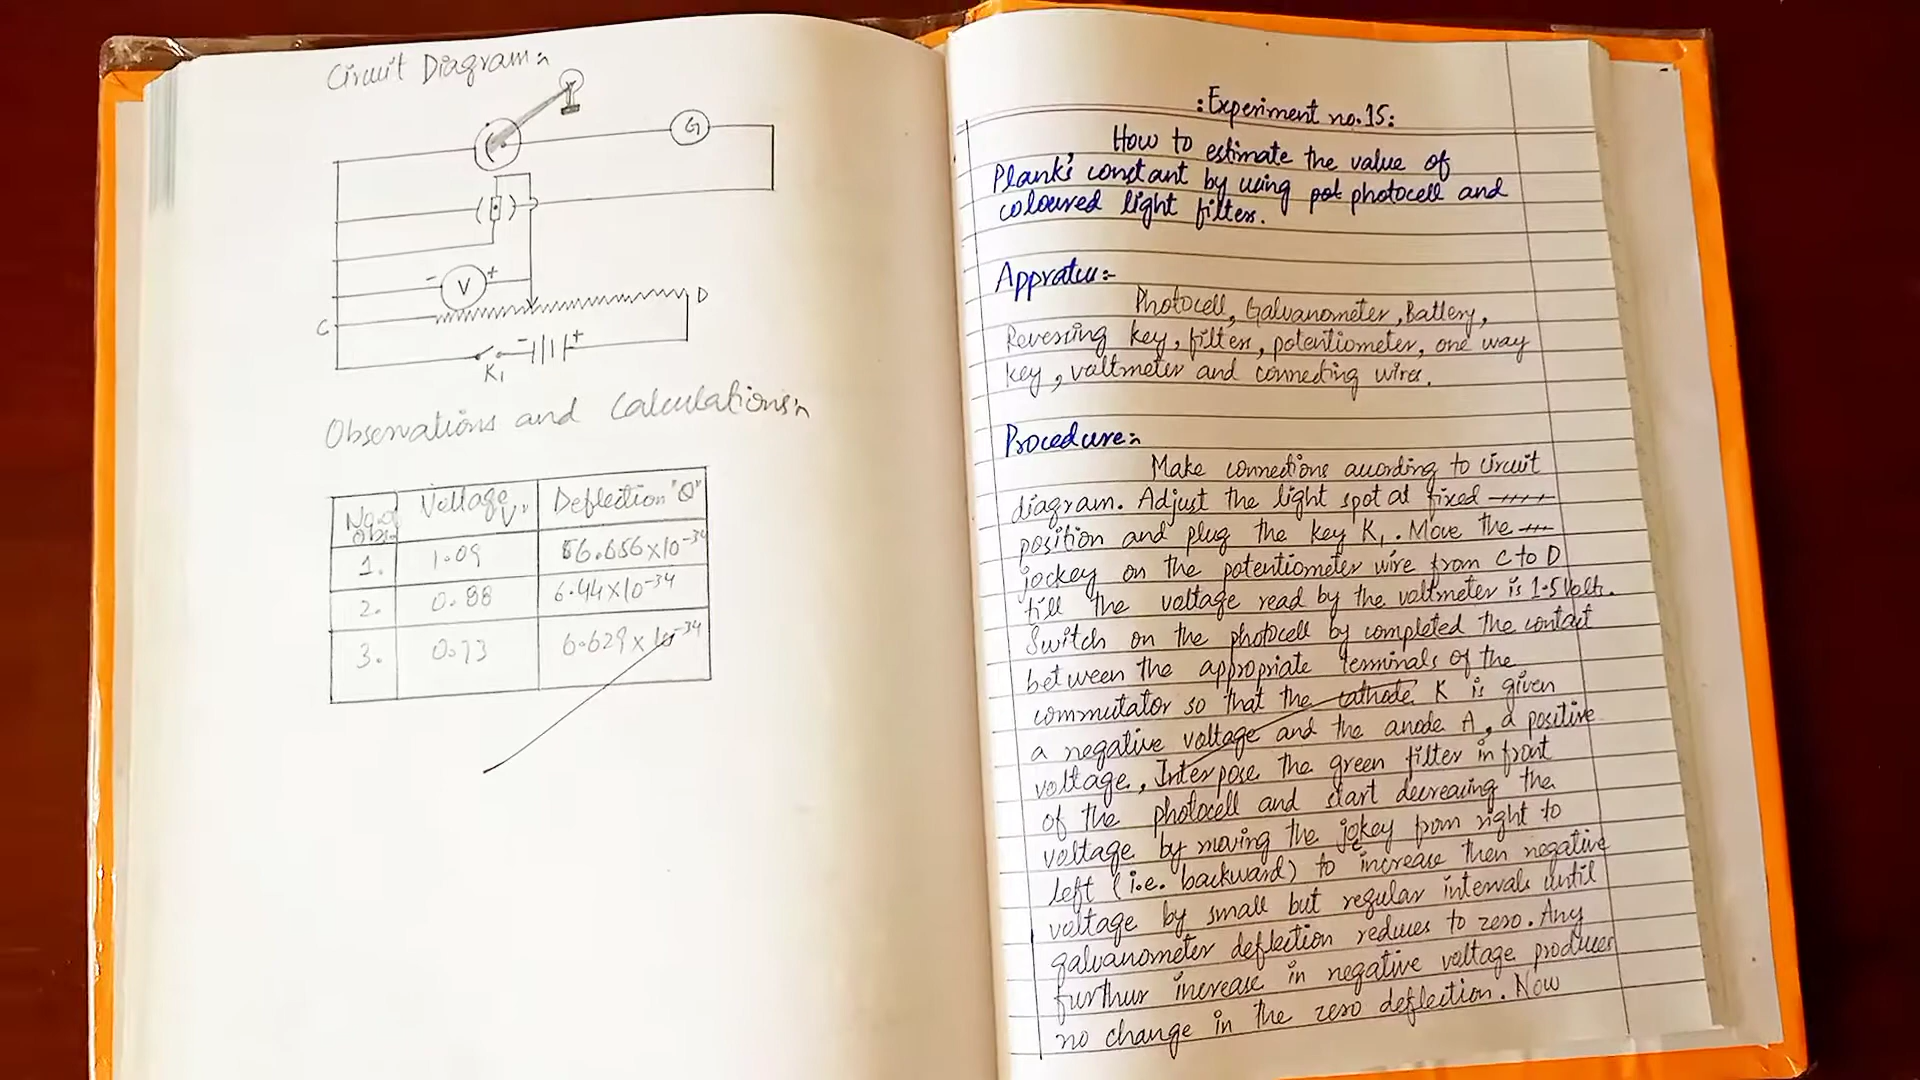 Circuit Diagram:
G
V
- +
C
D
K₁
- +
Observations and Calculations:
No.of Obs. Voltage V. Deflection "θ"
1. 1.09 66.656×10⁻³⁴
2. 0.88 6.44×10⁻³⁴
3. 0.73 6.629×10⁻³⁴
:Experiment no.15:
How to estimate the value of
Plank's constant by using pot photocell and
coloured light filters.
Appratus:-
Photocell, Galvanometer, Battery,
Reversing key, filters, potentiometer, one way
key, voltmeter and connecting wires.
Procedure:
Make connections according to circuit
diagram. Adjust the light spot at fixed
position and plug the key K₁. Move the
jockey on the potentiometer wire from C to D
till the voltage read by the voltmeter is 1.5 Volts.
Switch on the photocell by completed the contact
between the appropriate terminals of the
commutator so that the cathode K is given
a negative voltage and the anode A, a positive
voltage., Interpose the green filter in front
of the photocell and start decreasing the
voltage by moving the jokey from right to
left (i.e. backward) to increase then negative
voltage by small but regular intervals until
galvanometer deflection reduces to zero. Any
furthur increase in negative voltage produces
no change in the zero deflection. Now